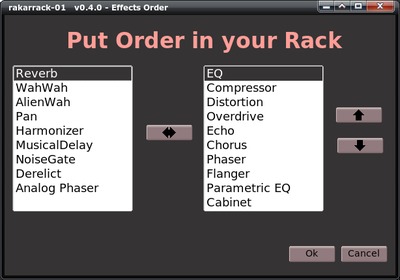 rakarrack-01 v0.4.0 - Effects Order
Put Order in your Rack
Reverb
WahWah
AlienWah
Pan
Harmonizer
MusicalDelay
NoiseGate
Derelict
Analog Phaser
EQ
Compressor
Distortion
Overdrive
Echo
Chorus
Phaser
Flanger
Parametric EQ
Cabinet
Ok
Cancel